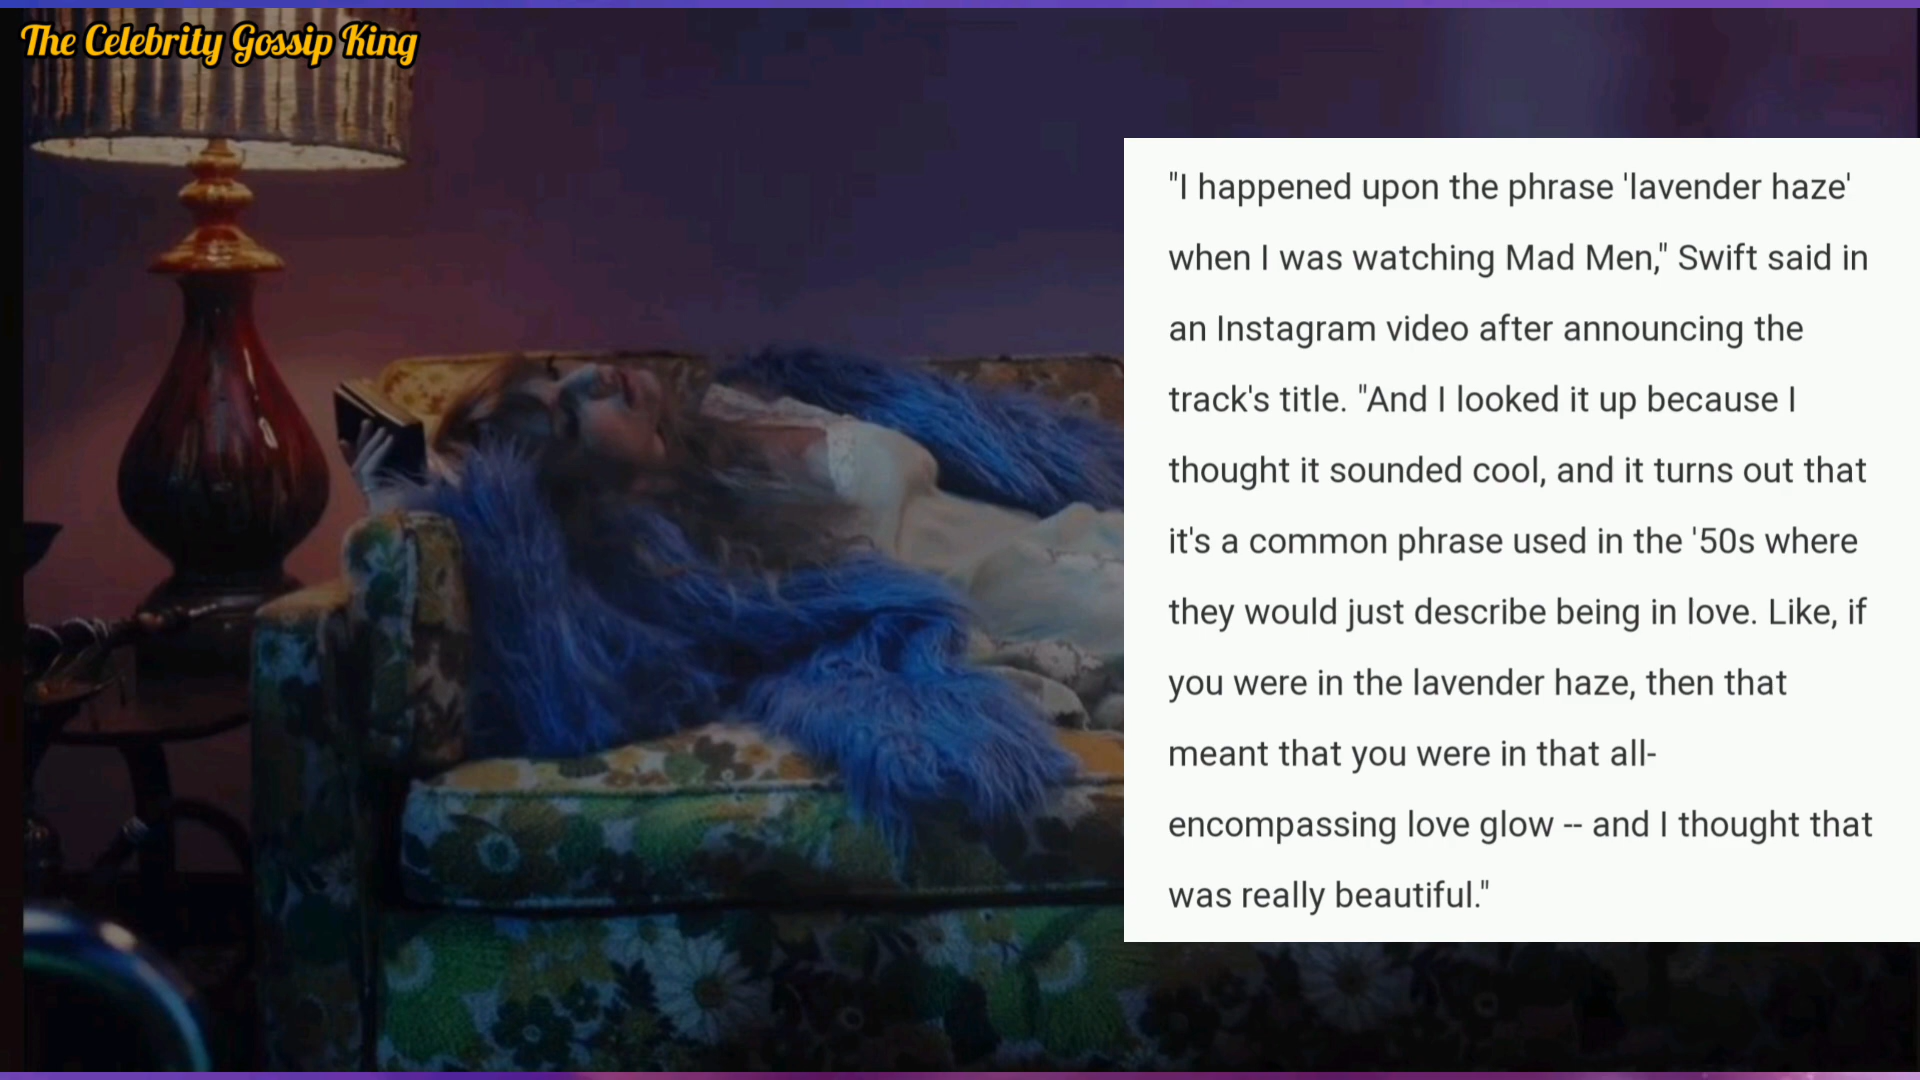 The Celebrity Gossip King
"I happened upon the phrase 'lavender haze'
when I was watching Mad Men," Swift said in
an Instagram video after announcing the
track's title. "And I looked it up because I
thought it sounded cool, and it turns out that
it's a common phrase used in the '50s where
they would just describe being in love. Like, if
you were in the lavender haze, then that
meant that you were in that all-
encompassing love glow -- and I thought that
was really beautiful."